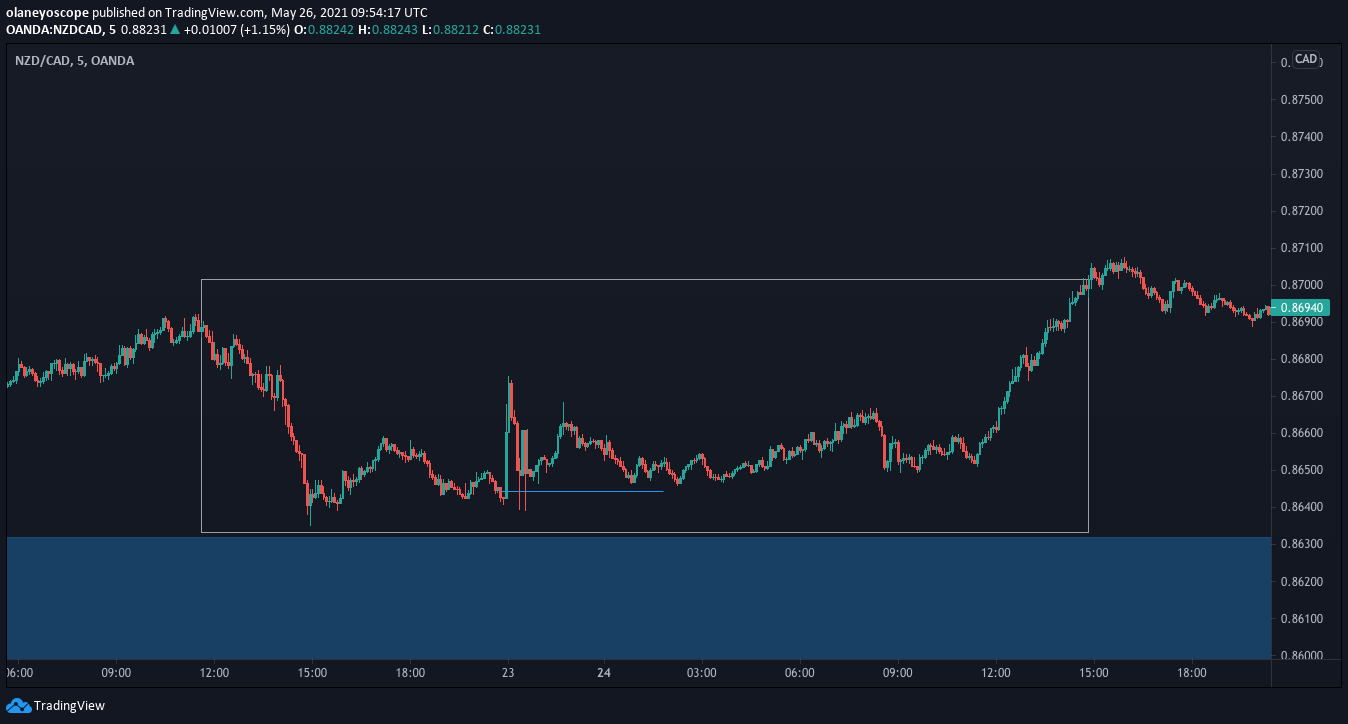 olaneyoscope published on TradingView.com, May 26, 2021 09:54:17 UTC
OANDA:NZDCAD, 5 0.88231 ▲ +0.01007 (+1.15%) O:0.88242 H:0.88243 L:0.88212 C:0.88231
NZD/CAD, 5, OANDA
CAD
0.87500
0.87400
0.87300
0.87200
0.87100
0.87000
0.86940
0.86900
0.86800
0.86700
0.86600
0.86500
0.86400
0.86300
0.86200
0.86100
0.86000
06:00 09:00 12:00 15:00 18:00 23 24 03:00 06:00 09:00 12:00 15:00 18:00
TradingView